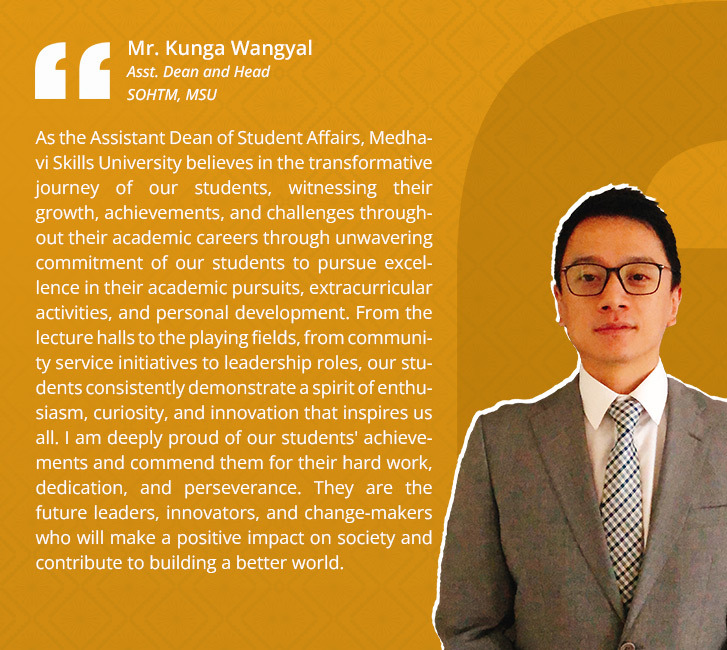 Mr. Kunga Wangyal
Asst. Dean and Head
SOHTM, MSU
As the Assistant Dean of Student Affairs, Medha-
vi Skills University believes in the transformative
journey of our students, witnessing their
growth, achievements, and challenges through-
out their academic careers through unwavering
commitment of our students to pursue excel-
lence in their academic pursuits, extracurricular
activities, and personal development. From the
lecture halls to the playing fields, from communi-
ty service initiatives to leadership roles, our stu-
dents consistently demonstrate a spirit of enthu-
siasm, curiosity, and innovation that inspires us
all. I am deeply proud of our students' achieve-
ments and commend them for their hard work,
dedication, and perseverance. They are the
future leaders, innovators, and change-makers
who will make a positive impact on society and
contribute to building a better world.